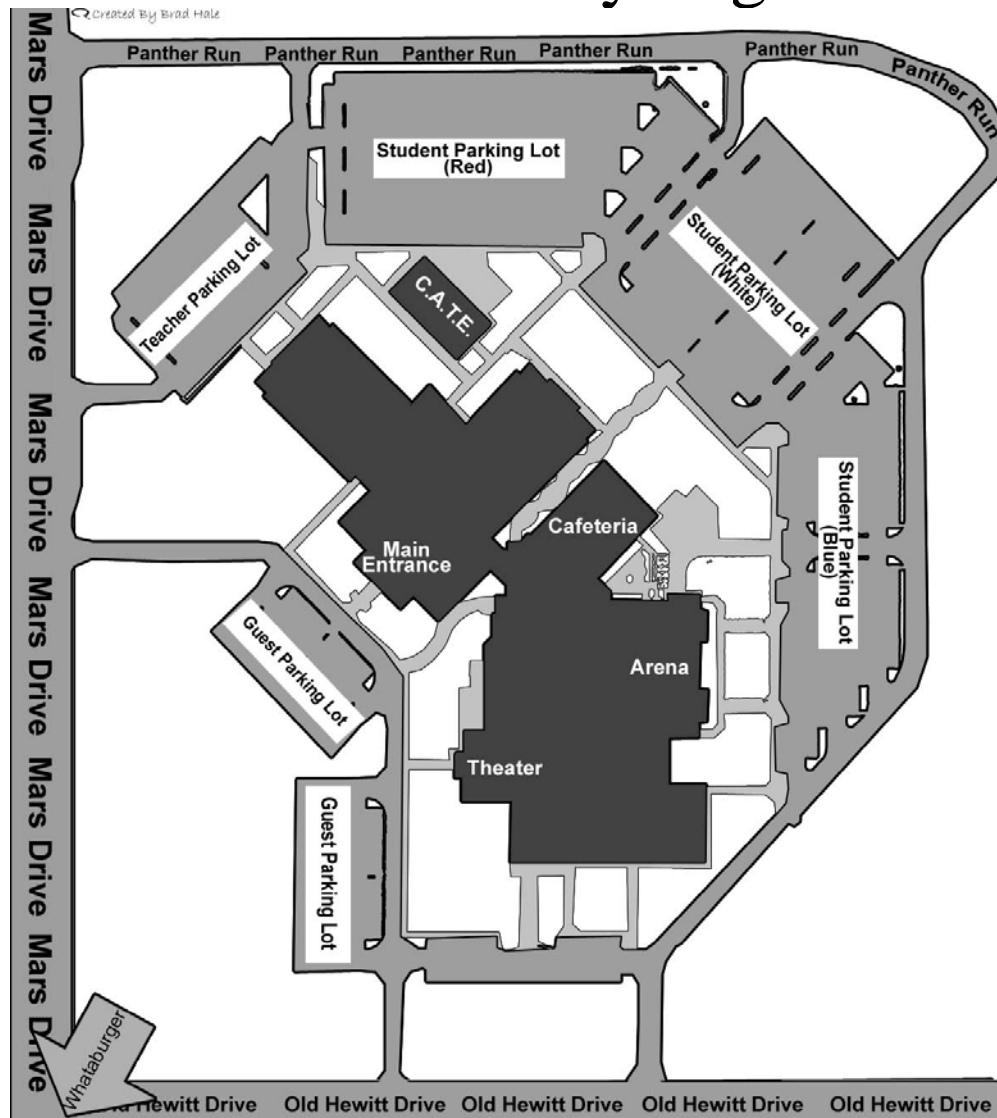 Created By Brad Hale
Panther Run
Panther Run
Panther Run
Panther Run
Panther Run
Panther Run
Mars Drive
Mars Drive
Mars Drive
Mars Drive
Mars Drive
Mars Drive
Student Parking Lot
(Red)
Teacher Parking Lot
C.A.T.E.
Student Parking Lot
(White)
Student Parking Lot
(Blue)
Cafeteria
Main
Entrance
Guest Parking Lot
Arena
Theater
Guest Parking Lot
Whataburger
Old Hewitt Drive
Old Hewitt Drive
Old Hewitt Drive
Old Hewitt Drive
Old Hewitt Drive